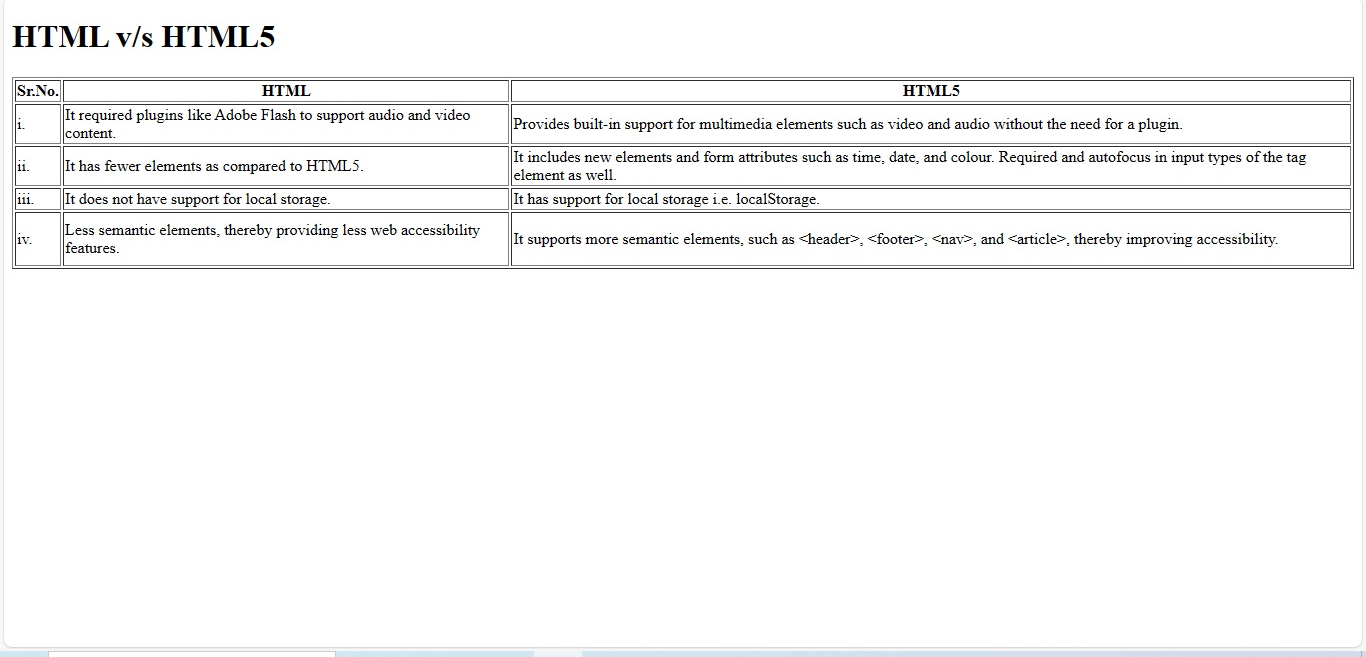 HTML v/s HTML5
Sr.No. HTML HTML5
i. It required plugins like Adobe Flash to support audio and video
content. Provides built-in support for multimedia elements such as video and audio without the need for a plugin.
ii. It has fewer elements as compared to HTML5. It includes new elements and form attributes such as time, date, and colour. Required and autofocus in input types of the tag
element as well.
iii. It does not have support for local storage. It has support for local storage i.e. localStorage.
iv. Less semantic elements, thereby providing less web accessibility
features. It supports more semantic elements, such as <header>, <footer>, <nav>, and <article>, thereby improving accessibility.